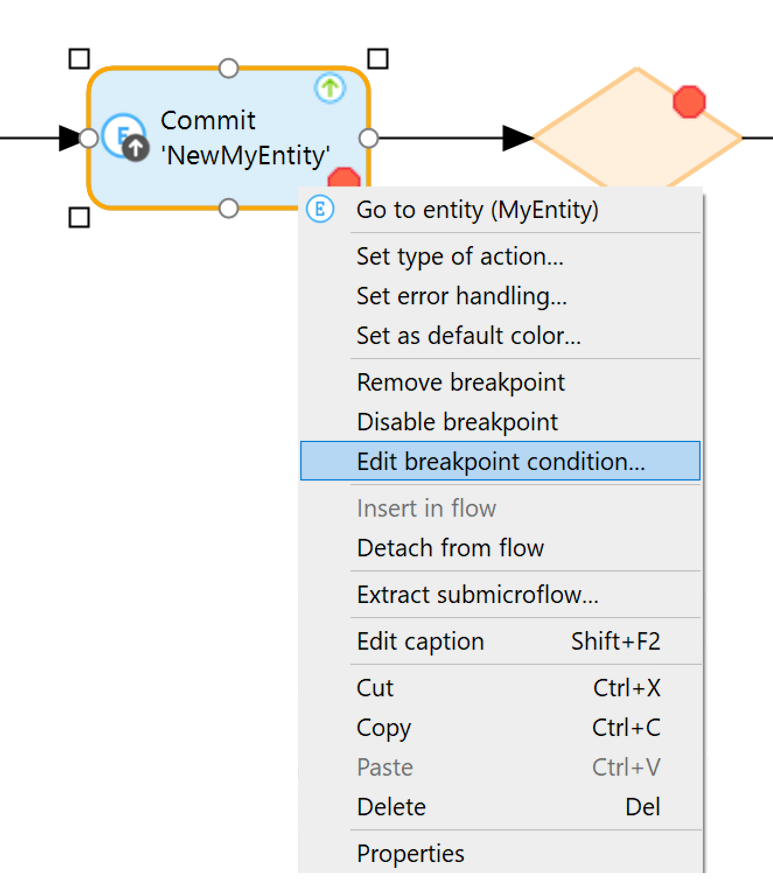 E
Commit
'NewMyEntity'
E Go to entity (MyEntity)
Set type of action...
Set error handling...
Set as default color...
Remove breakpoint
Disable breakpoint
Edit breakpoint condition...
Insert in flow
Detach from flow
Extract submicroflow...
Edit caption Shift+F2
Cut Ctrl+X
Copy Ctrl+C
Paste Ctrl+V
Delete Del
Properties